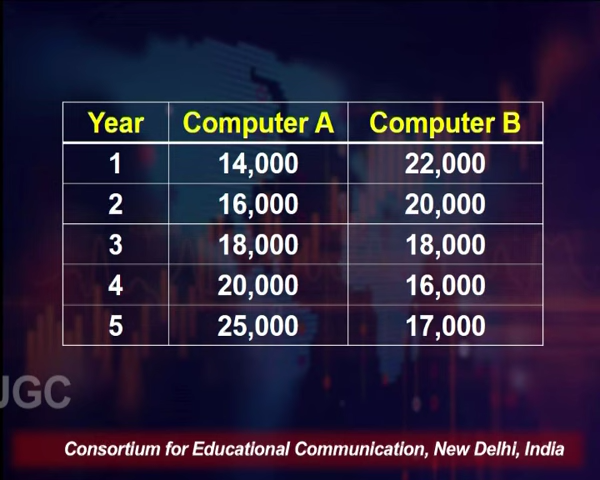 Year Computer A Computer B
1 14,000 22,000
2 16,000 20,000
3 18,000 18,000
4 20,000 16,000
5 25,000 17,000
JGC
Consortium for Educational Communication, New Delhi, India